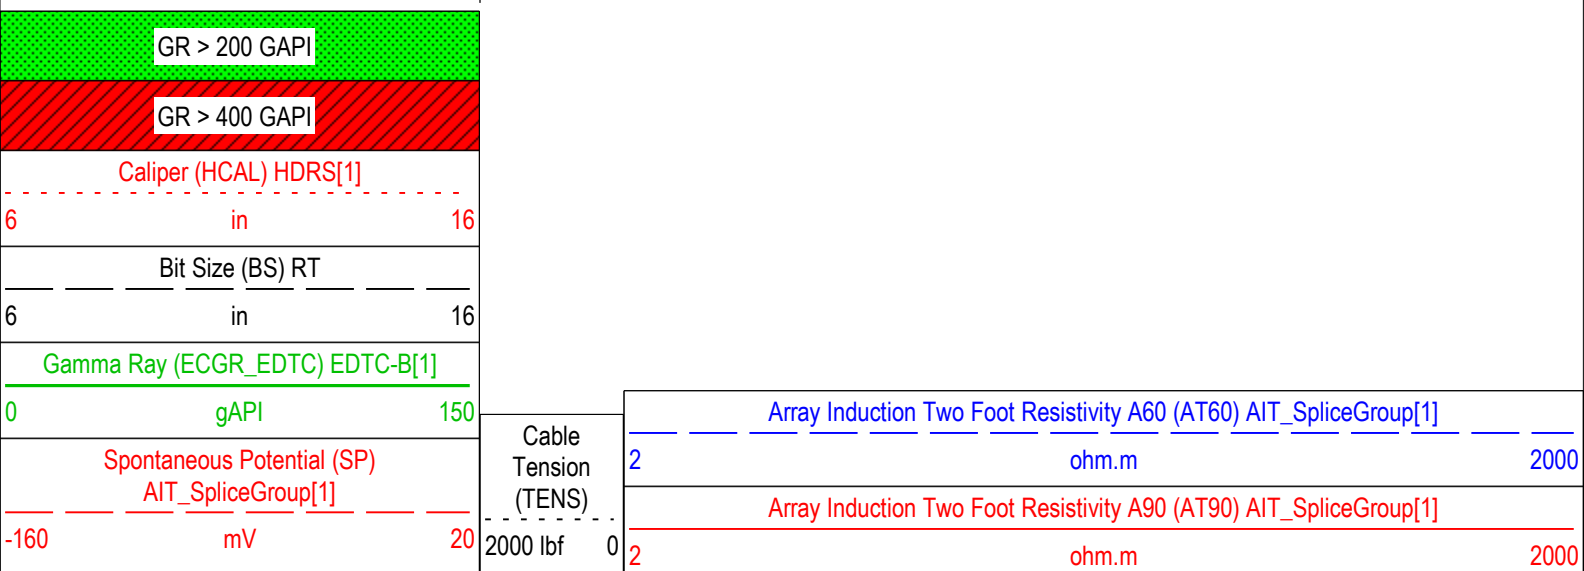 GR > 200 GAPI
GR > 400 GAPI
Caliper (HCAL) HDRS[1]
6 in 16
Bit Size (BS) RT
6 in 16
Gamma Ray (ECGR_EDTC) EDTC-B[1]
0 gAPI 150
Spontaneous Potential (SP)
AIT_SpliceGroup[1]
-160 mV 20
Cable
Tension
(TENS)
2000 lbf 0
Array Induction Two Foot Resistivity A60 (AT60) AIT_SpliceGroup[1]
2 ohm.m 2000
Array Induction Two Foot Resistivity A90 (AT90) AIT_SpliceGroup[1]
2 ohm.m 2000